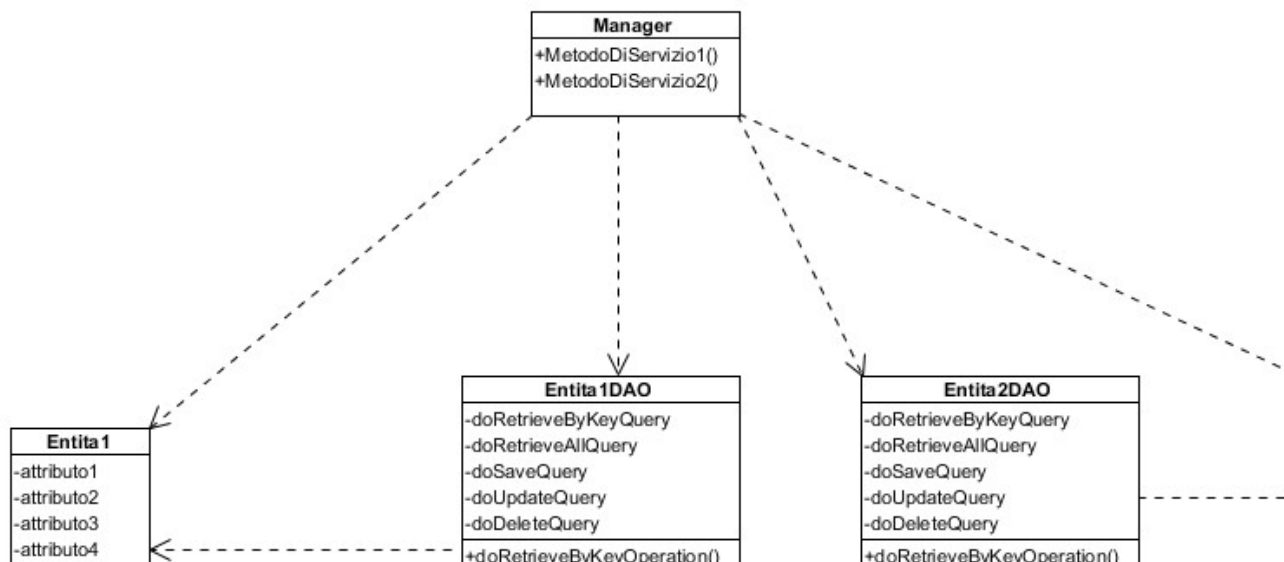 Manager
+MetodoDiServizio1()
+MetodoDiServizio2()
Entita1
-attributo1
-attributo2
-attributo3
-attributo4
Entita1DAO
-doRetrieveByKeyQuery
-doRetrieveAllQuery
-doSaveQuery
-doUpdateQuery
-doDeleteQuery
+doRetrieveByKeyOperation()
Entita2DAO
-doRetrieveByKeyQuery
-doRetrieveAllQuery
-doSaveQuery
-doUpdateQuery
-doDeleteQuery
+doRetrieveByKeyOperation()